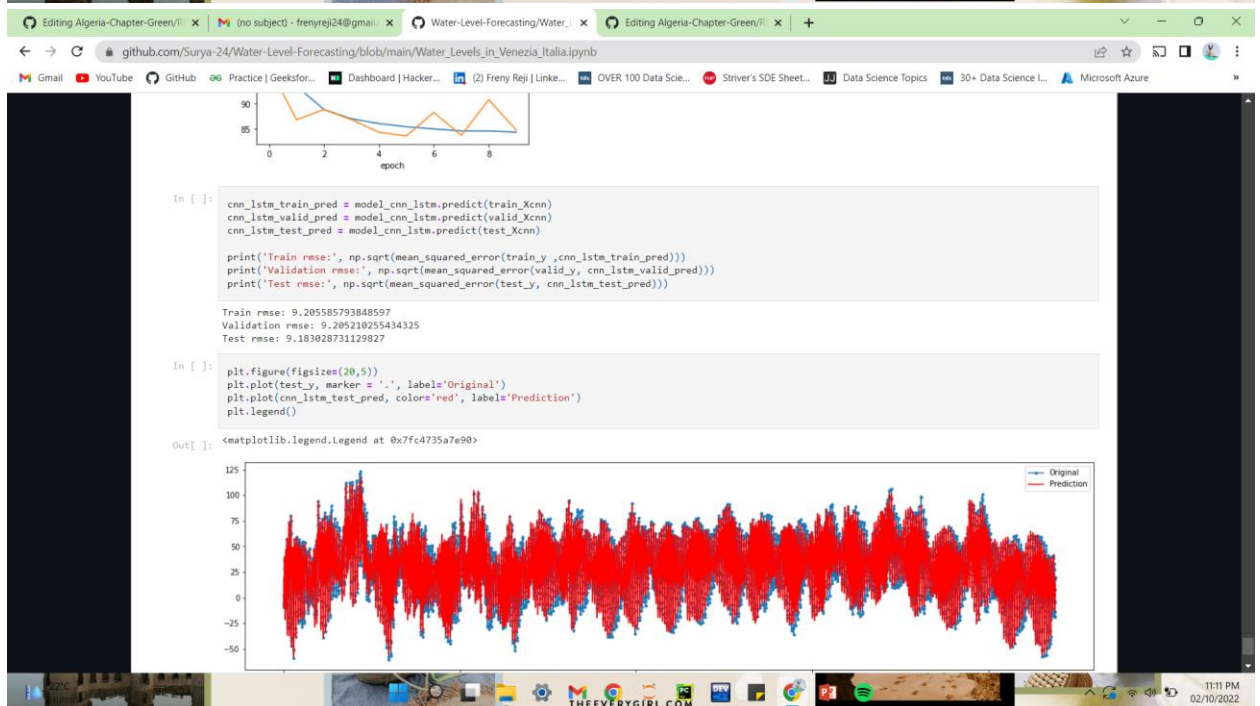 Editing Algeria-Chapter-Green/R
(no subject) - frenyreji24@gmail.
Water-Level-Forecasting/Water_
Editing Algeria-Chapter-Green/R
github.com/Surya-24/Water-Level-Forecasting/blob/main/Water_Levels_in_Venezia_Italia.ipynb
Gmail YouTube GitHub Practice | Geeksfor... Dashboard | Hacker... (2) Freny Reji | Linke... OVER 100 Data Scie... Striver's SDE Sheet... Data Science Topics 30+ Data Science I... Microsoft Azure »
90
85
0 2 4 6 8
epoch
In [ ]:
cnn_lstm_train_pred = model_cnn_lstm.predict(train_Xcnn)
cnn_lstm_valid_pred = model_cnn_lstm.predict(valid_Xcnn)
cnn_lstm_test_pred = model_cnn_lstm.predict(test_Xcnn)
print('Train rmse:', np.sqrt(mean_squared_error(train_y ,cnn_lstm_train_pred)))
print('Validation rmse:', np.sqrt(mean_squared_error(valid_y, cnn_lstm_valid_pred)))
print('Test rmse:', np.sqrt(mean_squared_error(test_y, cnn_lstm_test_pred)))
Train rmse: 9.205585793848597
Validation rmse: 9.205210255434325
Test rmse: 9.183028731129827
In [ ]:
plt.figure(figsize=(20,5))
plt.plot(test_y, marker = '.', label='Original')
plt.plot(cnn_lstm_test_pred, color='red', label='Prediction')
plt.legend()
Out[ ]:
<matplotlib.legend.Legend at 0x7fc4735a7e90>
125
100
75
50
25
0
−25
−50
Original
Prediction
22°C
THEEVERYGIRL.COM
11:11 PM
02/10/2022